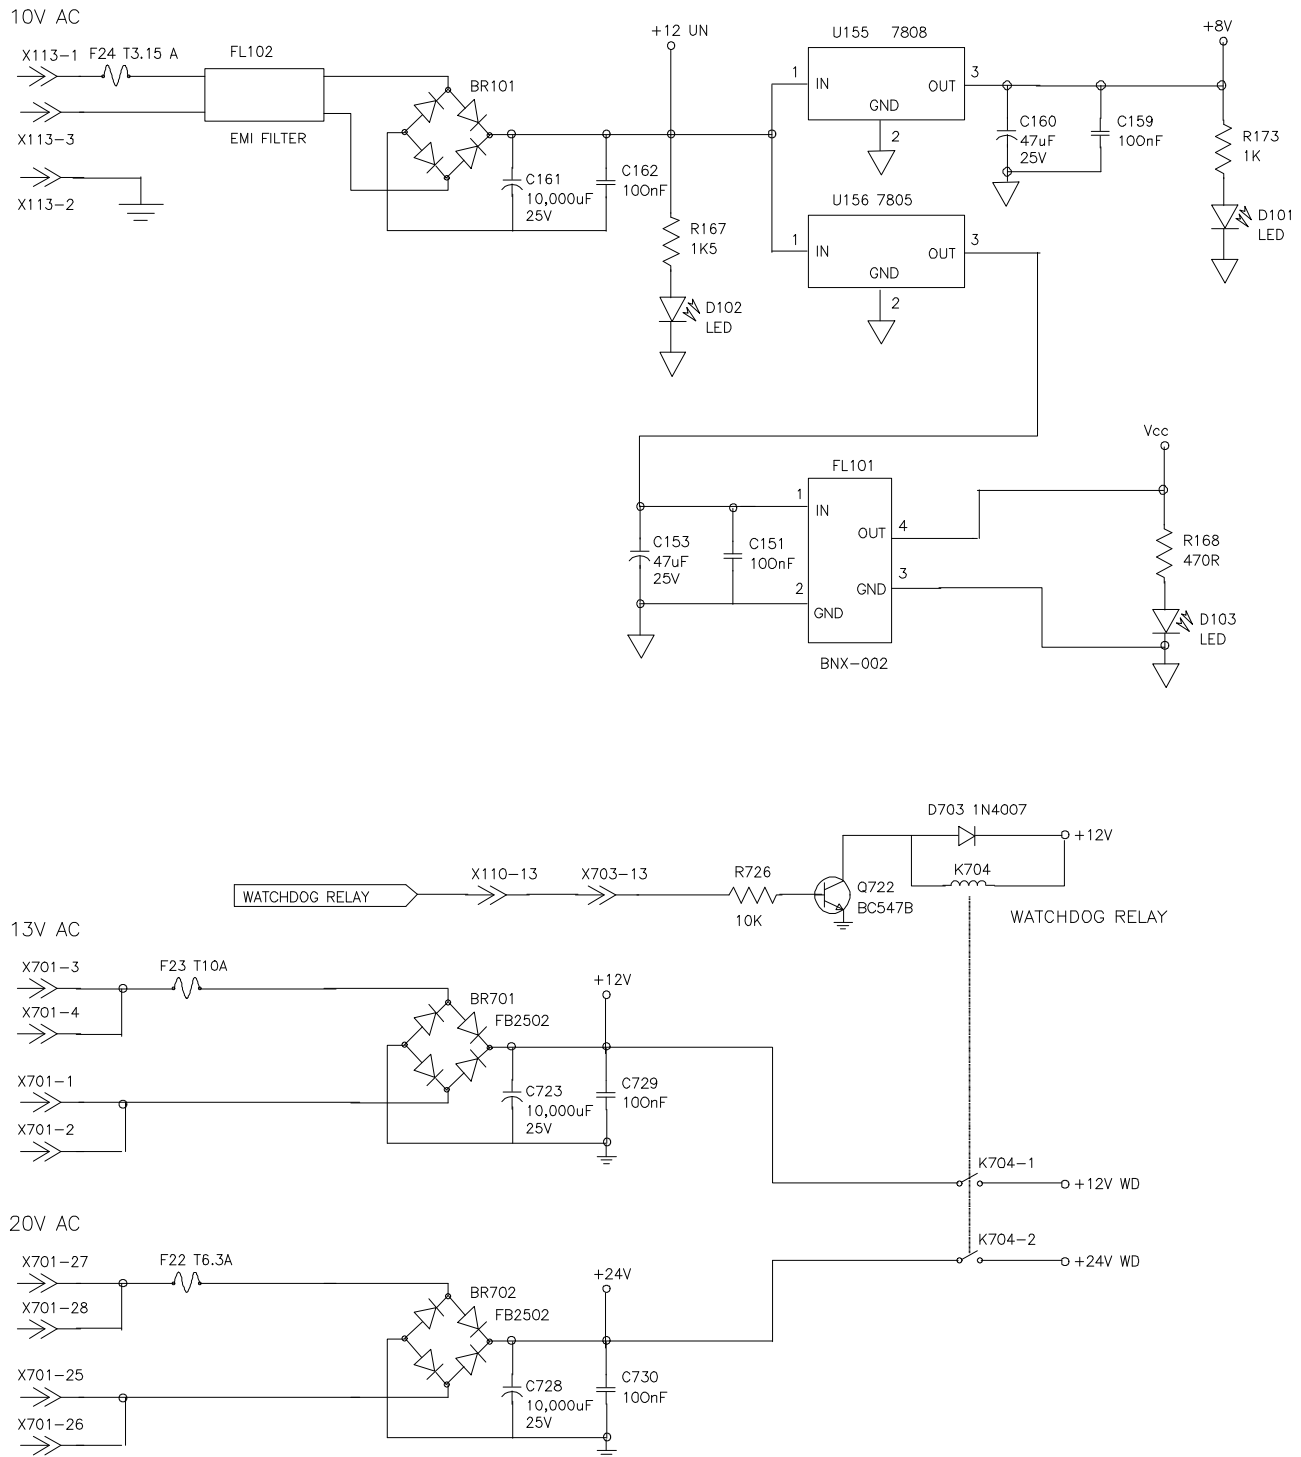 10V AC
X113-1
F24 T3.15 A
FL102
EMI FILTER
X113-3
X113-2
BR101
+12 UN
C161
10,000uF
25V
C162
100nF
R167
1K5
D102
LED
U155 7808
1
IN
OUT
3
GND
2
U156 7805
1
IN
OUT
3
GND
2
+8V
C160
47uF
25V
C159
100nF
R173
1K
D101
LED
FL101
1
IN
OUT
4
3
GND
2
GND
BNX-002
C153
47uF
25V
C151
100nF
Vcc
R168
470R
D103
LED
D703 1N4007
+12V
K704
WATCHDOG RELAY
X110-13
X703-13
R726
10K
Q722
BC547B
WATCHDOG RELAY
13V AC
X701-3
F23 T10A
X701-4
X701-1
X701-2
BR701
FB2502
+12V
C723
10,000uF
25V
C729
100nF
K704-1
+12V WD
20V AC
X701-27
F22 T6.3A
X701-28
X701-25
X701-26
BR702
FB2502
+24V
C728
10,000uF
25V
C730
100nF
K704-2
+24V WD